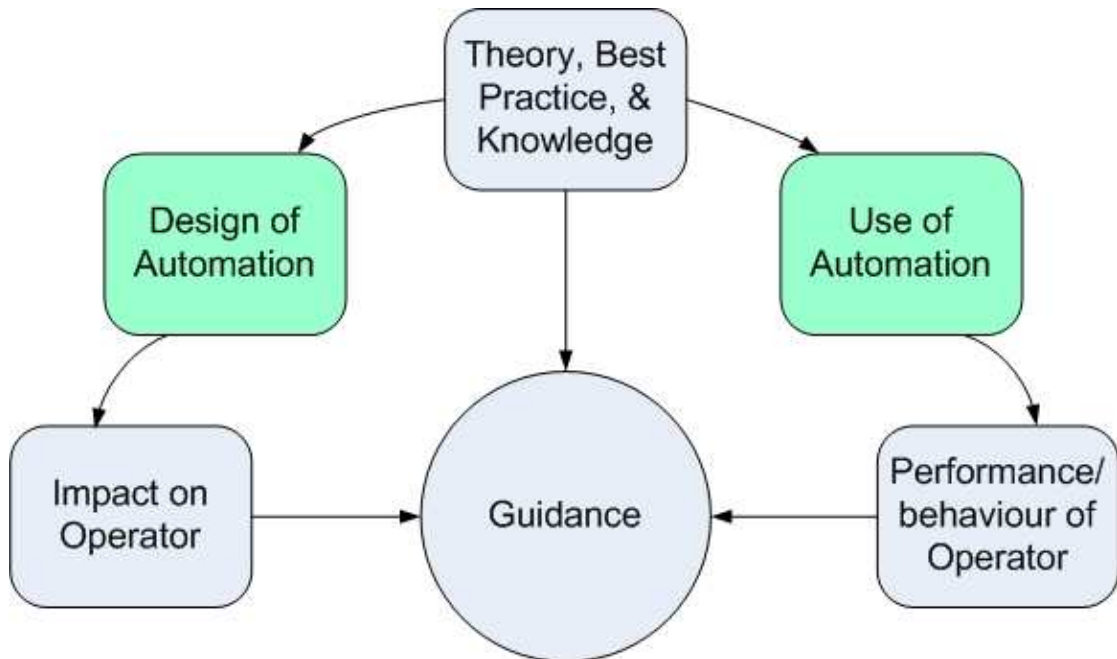 Theory, Best
Practice, &
Knowledge
Design of
Automation
Use of
Automation
Impact on
Operator
Guidance
Performance/
behaviour of
Operator